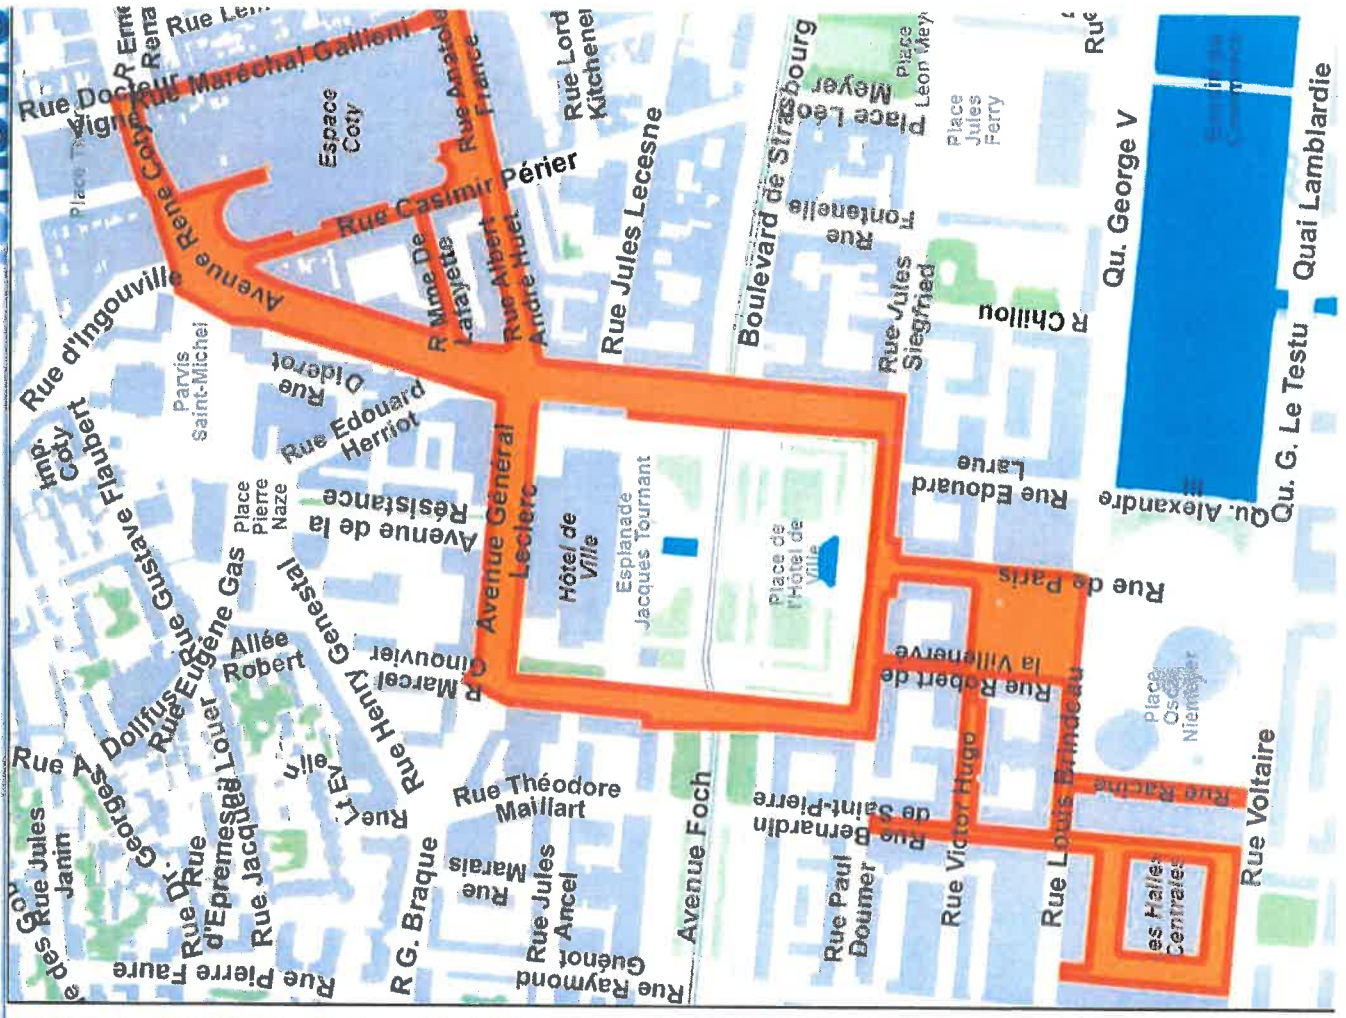 Rue Docteur
Vigné
Rue Maréchal Gallieni
Rue Anatole
France
Rue Lord
Kitchener
Espace
Coty
Avenue René Coty
Rue Casimir Périer
R Mme De
Lafayette
Rue Albert
André Huet
Rue Jules Lecesne
Boulevard de Strasbourg
Place Léon
Meyer
Place
Léon Meyer
Place
Jules
Ferry
Rue
Fontenelle
Rue Jules
Siegfried
R Chillou
Qu. George V
Quai Lamblardie
Qu. G. Le Testu
Qu. Alexandre
III
Rue d'Ingouville
Parvis
Saint-Michel
Rue
Diderot
Rue Edouard
Herriot
Imp.
Coty
Rue Gustave Flaubert
Place
Pierre
Naze
Avenue de la
Résistance
Avenue Général
Leclerc
Hôtel de
Ville
Esplanade
Jacques Tournant
Place de
l'Hôtel de
Ville
Rue Edouard
Larue
Rue de Paris
Rue Robert de
la Villehervé
R Marcel
Ginouvier
Rue Henry Genestal
Allée
Robert
Rue Eugène Gas
Rue Théodore
Maillart
Rue
Marais
Rue Jules
Ancel
Rue Raymond
Guénot
R G. Braque
Avenue Foch
Rue Bernardin
de Saint-Pierre
Rue Paul
Doumer
Rue Victor Hugo
Rue Louis Brindeau
Rue Racine
Rue Voltaire
Place
Oscar
Niemeyer
es Halles
Centrales
Rue A.
Georges Dollfus
Rue Jules
Janin
Rue Dr.
Rue
d'Epremesnil
Rue Jacques Louer
Rue Pierre Faure